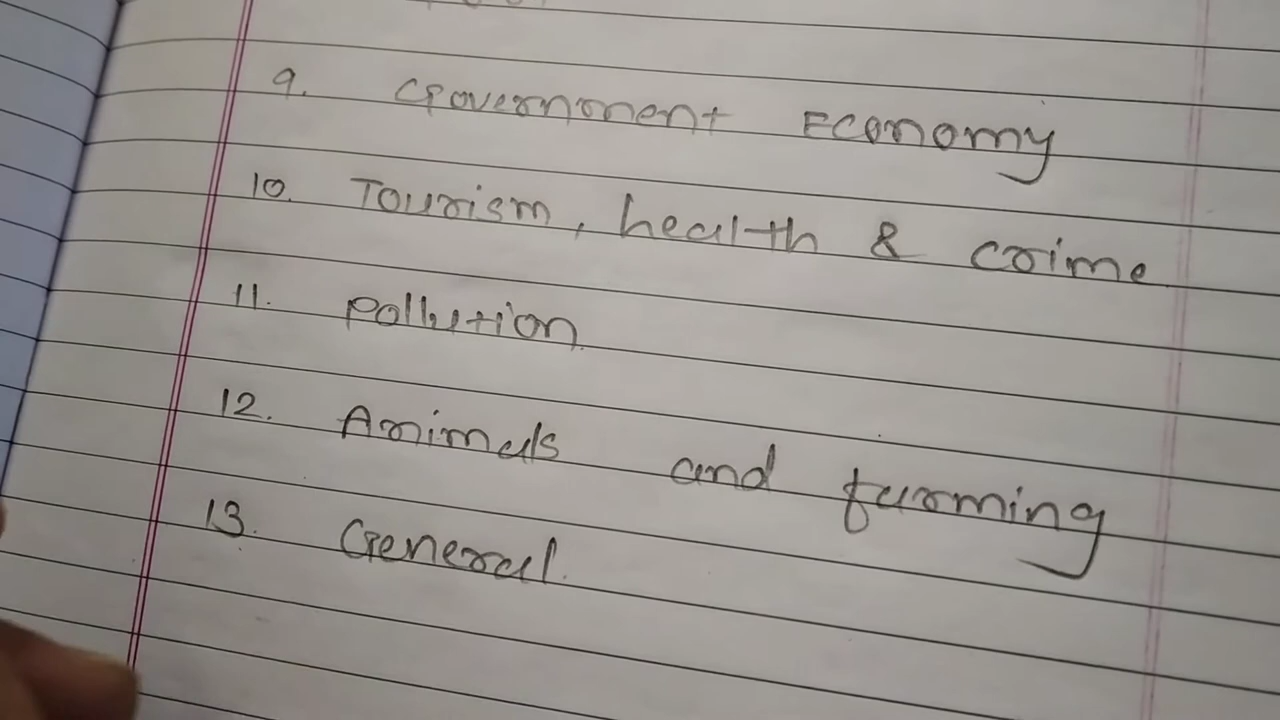 9. Government Economy
10. Tourism, health & crime
11. Pollution
12. Animals and farming
13. General.